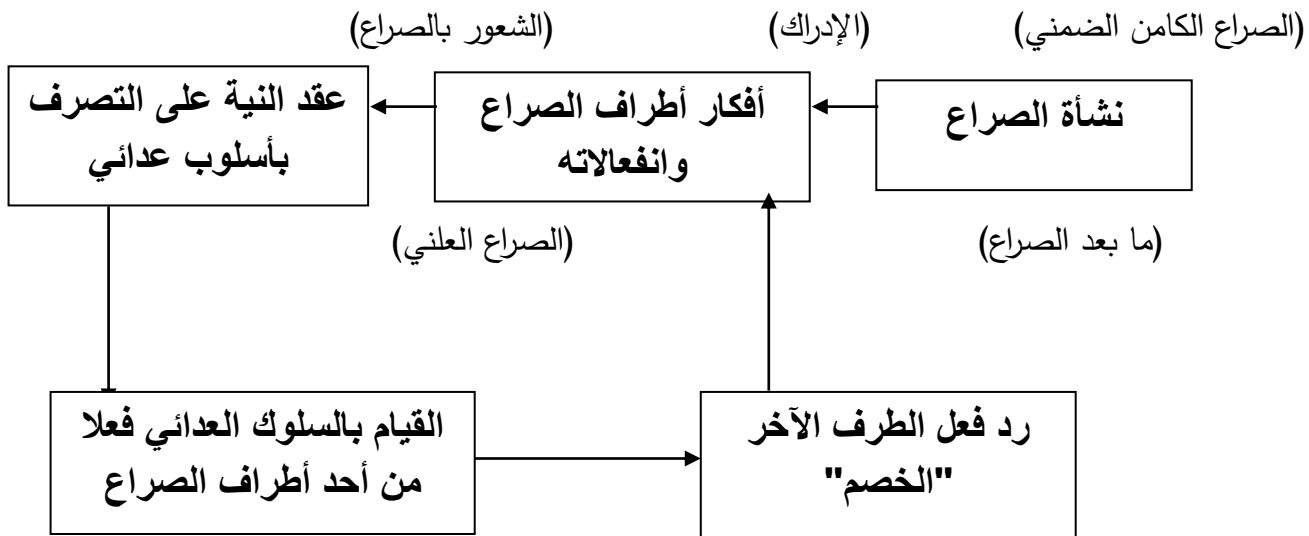 (الصراع الكامن الضمني)
(الإدراك)
(الشعور بالصراع)
نشأة الصراع
أفكار أطراف الصراع
وانفعالاته
عقد النية على التصرف
بأسلوب عدائي
(ما بعد الصراع)
(الصراع العلني)
رد فعل الطرف الآخر
"الخصم"
القيام بالسلوك العدائي فعلا
من أحد أطراف الصراع